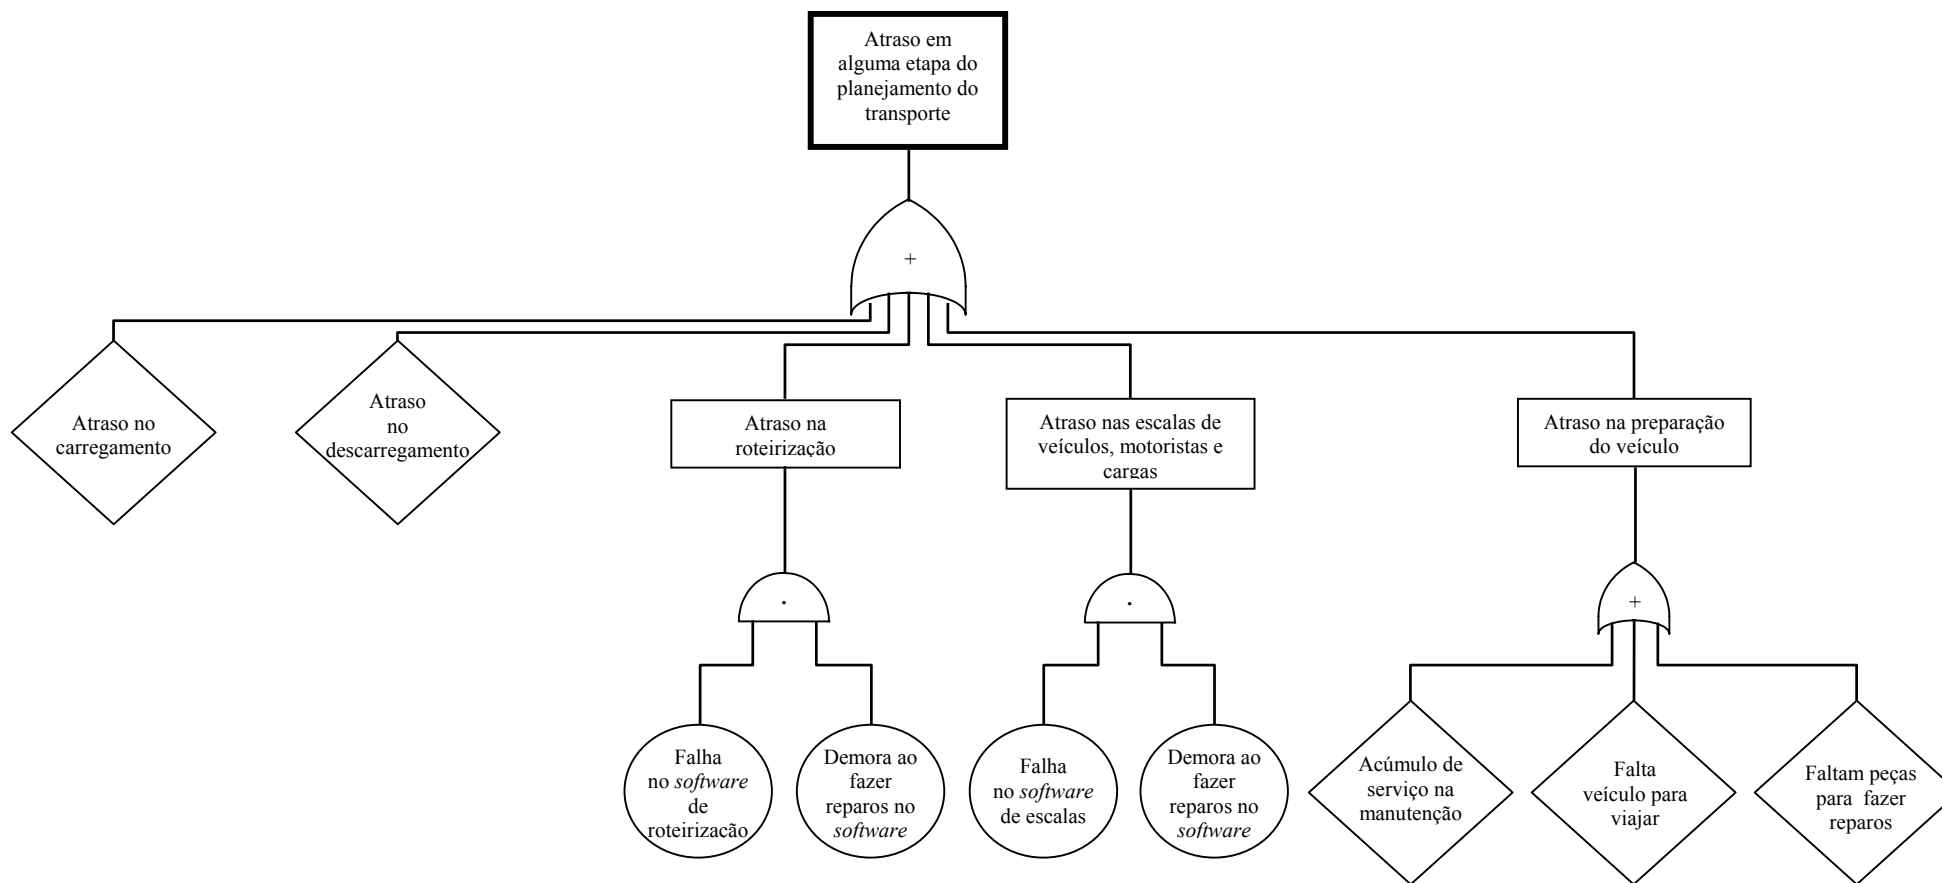 Atraso em
alguma etapa do
planejamento do
transporte
+
Atraso no
carregamento
Atraso
no
descarregamento
Atraso na
roteirização
Atraso nas escalas de
veículos, motoristas e
cargas
Atraso na preparação
do veículo
.
.
+
Falha
no software
de
roteirização
Demora ao
fazer
reparos no
software
Falha
no software
de escalas
Demora ao
fazer
reparos no
software
Acúmulo de
serviço na
manutenção
Falta
veículo para
viajar
Faltam peças
para fazer
reparos